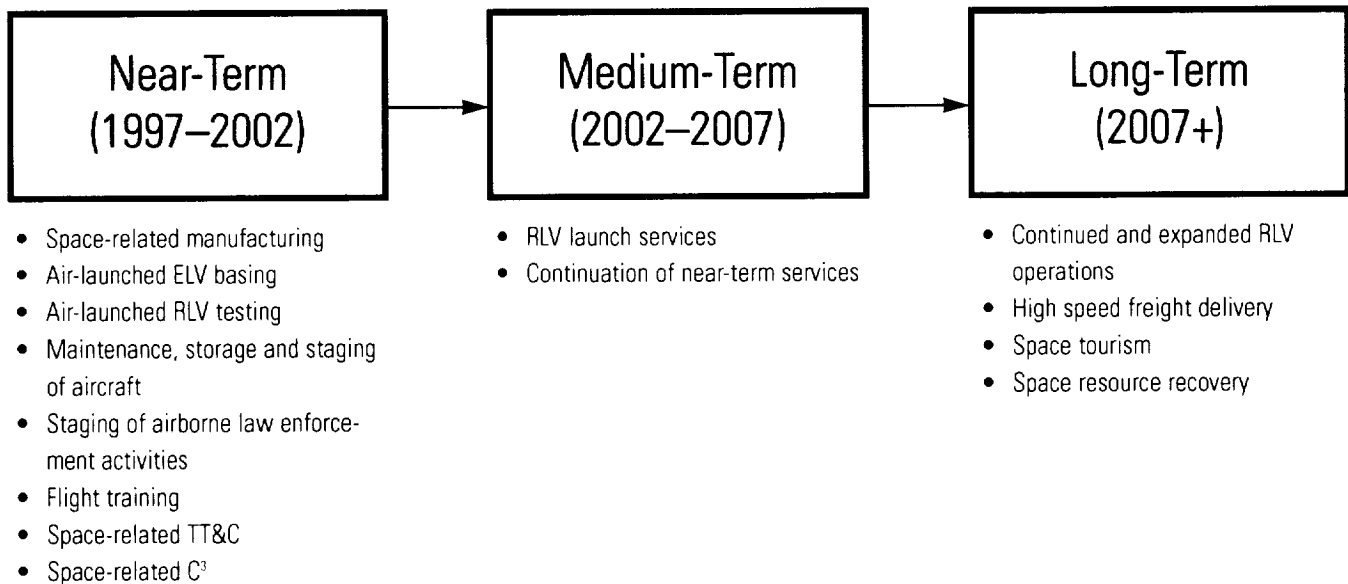 Near-Term
(1997–2002)
• Space-related manufacturing
• Air-launched ELV basing
• Air-launched RLV testing
• Maintenance, storage and staging
of aircraft
• Staging of airborne law enforce-
ment activities
• Flight training
• Space-related TT&C
• Space-related C³
Medium-Term
(2002–2007)
• RLV launch services
• Continuation of near-term services
Long-Term
(2007+)
• Continued and expanded RLV
operations
• High speed freight delivery
• Space tourism
• Space resource recovery